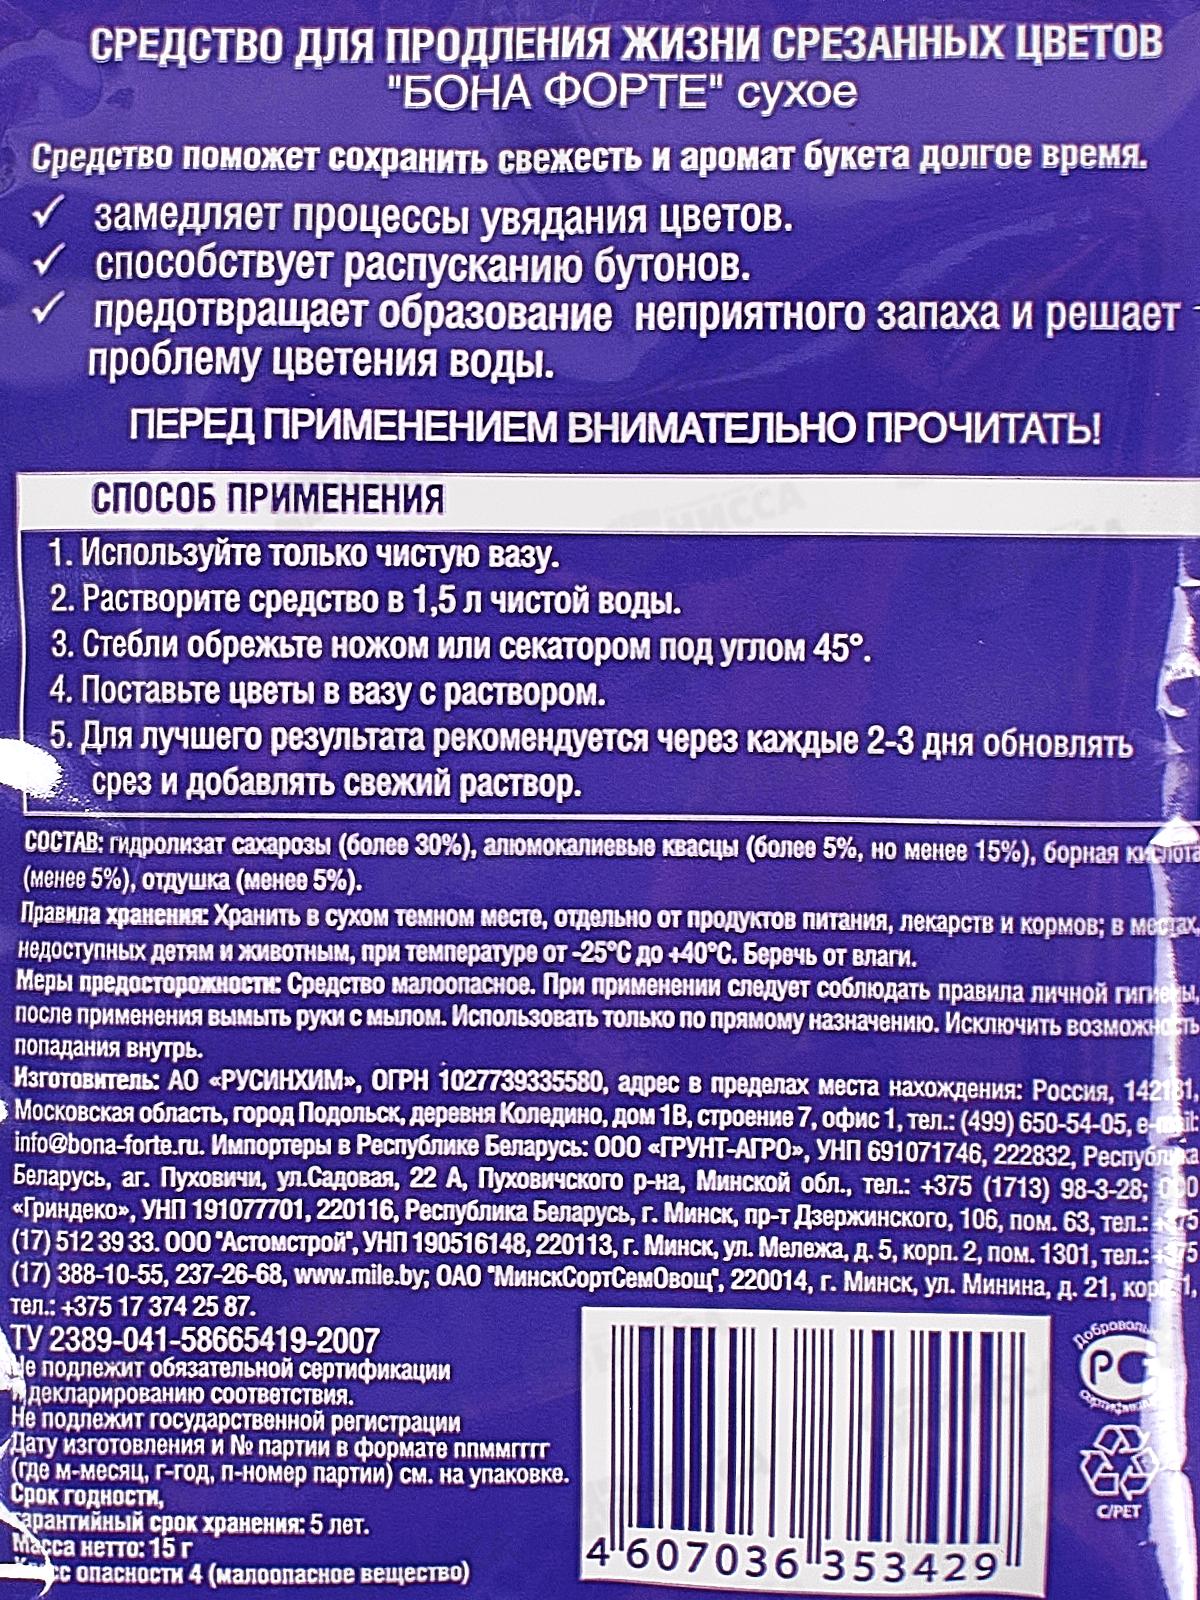 СРЕДСТВО ДЛЯ ПРОДЛЕНИЯ ЖИЗНИ СРЕЗАННЫХ ЦВЕТОВ
"БОНА ФОРТЕ" сухое
Средство поможет сохранить свежесть и аромат букета долгое время.
✓ замедляет процессы увядания цветов.
✓ способствует распусканию бутонов.
✓ предотвращает образование неприятного запаха и решает
проблему цветения воды.
ПЕРЕД ПРИМЕНЕНИЕМ ВНИМАТЕЛЬНО ПРОЧИТАТЬ!
СПОСОБ ПРИМЕНЕНИЯ
1. Используйте только чистую вазу.
2. Растворите средство в 1,5 л чистой воды.
3. Стебли обрежьте ножом или секатором под углом 45°.
4. Поставьте цветы в вазу с раствором.
5. Для лучшего результата рекомендуется через каждые 2-3 дня обновлять
срез и добавлять свежий раствор.
СОСТАВ: гидролизат сахарозы (более 30%), алюмокалиевые квасцы (более 5%, но менее 15%), борная кислота
(менее 5%), отдушка (менее 5%).
Правила хранения: Хранить в сухом темном месте, отдельно от продуктов питания, лекарств и кормов; в местах,
недоступных детям и животным, при температуре от -25°С до +40°С. Беречь от влаги.
Меры предосторожности: Средство малоопасное. При применении следует соблюдать правила личной гигиены,
после применения вымыть руки с мылом. Использовать только по прямому назначению. Исключить возможность
попадания внутрь.
Изготовитель: АО «РУСИНХИМ», ОГРН 1027739335580, адрес в пределах места нахождения: Россия, 142181,
Московская область, город Подольск, деревня Коледино, дом 1В, строение 7, офис 1, тел.: (499) 650-54-05, e-mail:
info@bona-forte.ru. Импортеры в Республике Беларусь: ООО «ГРУНТ-АГРО», УНП 691071746, 222832, Республика
Беларусь, аг. Пуховичи, ул.Садовая, 22 А, Пуховичского р-на, Минской обл., тел.: +375 (1713) 98-3-28; ООО
«Гриндеко», УНП 191077701, 220116, Республика Беларусь, г. Минск, пр-т Дзержинского, 106, пом. 63, тел.: +375
(17) 512 39 33. ООО "Астомстрой", УНП 190516148, 220113, г. Минск, ул. Мележа, д. 5, корп. 2, пом. 1301, тел.: +375
(17) 388-10-55, 237-26-68, www.mile.by; ОАО "МинскСортСемОвощ", 220014, г. Минск, ул. Минина, д. 21, корп. 1,
тел.: +375 17 374 25 87.
ТУ 2389-041-58665419-2007
Не подлежит обязательной сертификации
и декларированию соответствия.
Не подлежит государственной регистрации
Дату изготовления и № партии в формате ппммгггг
(где м-месяц, г-год, п-номер партии) см. на упаковке.
Срок годности,
гарантийный срок хранения: 5 лет.
Масса нетто: 15 г
Класс опасности 4 (малоопасное вещество)
4 607036 353429
РСТ
C/PET